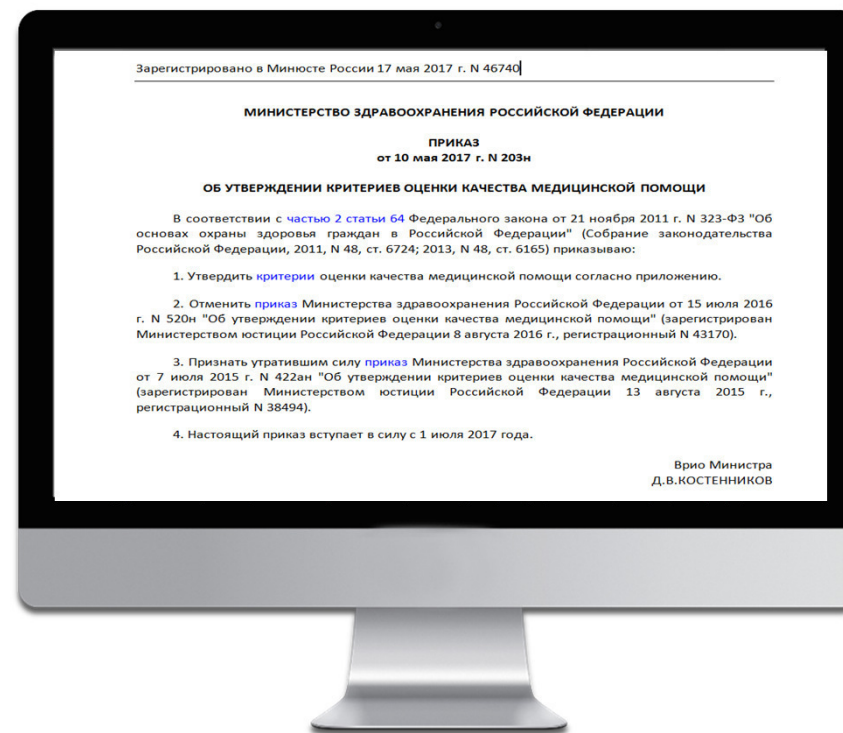 Зарегистрировано в Минюсте России 17 мая 2017 г. N 46740
МИНИСТЕРСТВО ЗДРАВООХРАНЕНИЯ РОССИЙСКОЙ ФЕДЕРАЦИИ
ПРИКАЗ
от 10 мая 2017 г. N 203н
ОБ УТВЕРЖДЕНИИ КРИТЕРИЕВ ОЦЕНКИ КАЧЕСТВА МЕДИЦИНСКОЙ ПОМОЩИ
В соответствии с частью 2 статьи 64 Федерального закона от 21 ноября 2011 г. N 323-ФЗ "Об
основах охраны здоровья граждан в Российской Федерации" (Собрание законодательства
Российской Федерации, 2011, N 48, ст. 6724; 2013, N 48, ст. 6165) приказываю:
1. Утвердить критерии оценки качества медицинской помощи согласно приложению.
2. Отменить приказ Министерства здравоохранения Российской Федерации от 15 июля 2016
г. N 520н "Об утверждении критериев оценки качества медицинской помощи" (зарегистрирован
Министерством юстиции Российской Федерации 8 августа 2016 г., регистрационный N 43170).
3. Признать утратившим силу приказ Министерства здравоохранения Российской Федерации
от 7 июля 2015 г. N 422ан "Об утверждении критериев оценки качества медицинской помощи"
(зарегистрирован Министерством юстиции Российской Федерации 13 августа 2015 г.,
регистрационный N 38494).
4. Настоящий приказ вступает в силу с 1 июля 2017 года.
Врио Министра
Д.В.КОСТЕННИКОВ